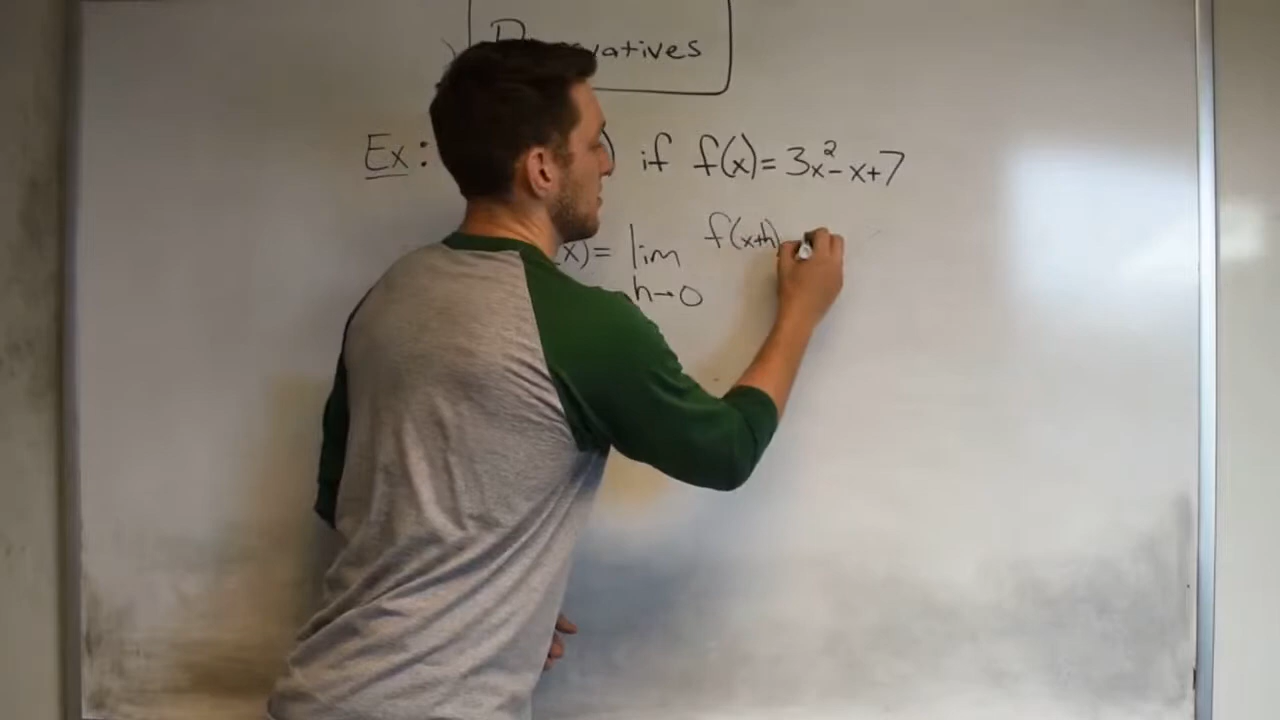 vatives
Ex: ) if f(x)=3x²-x+7
(x)= lim f(x+h)
h→0